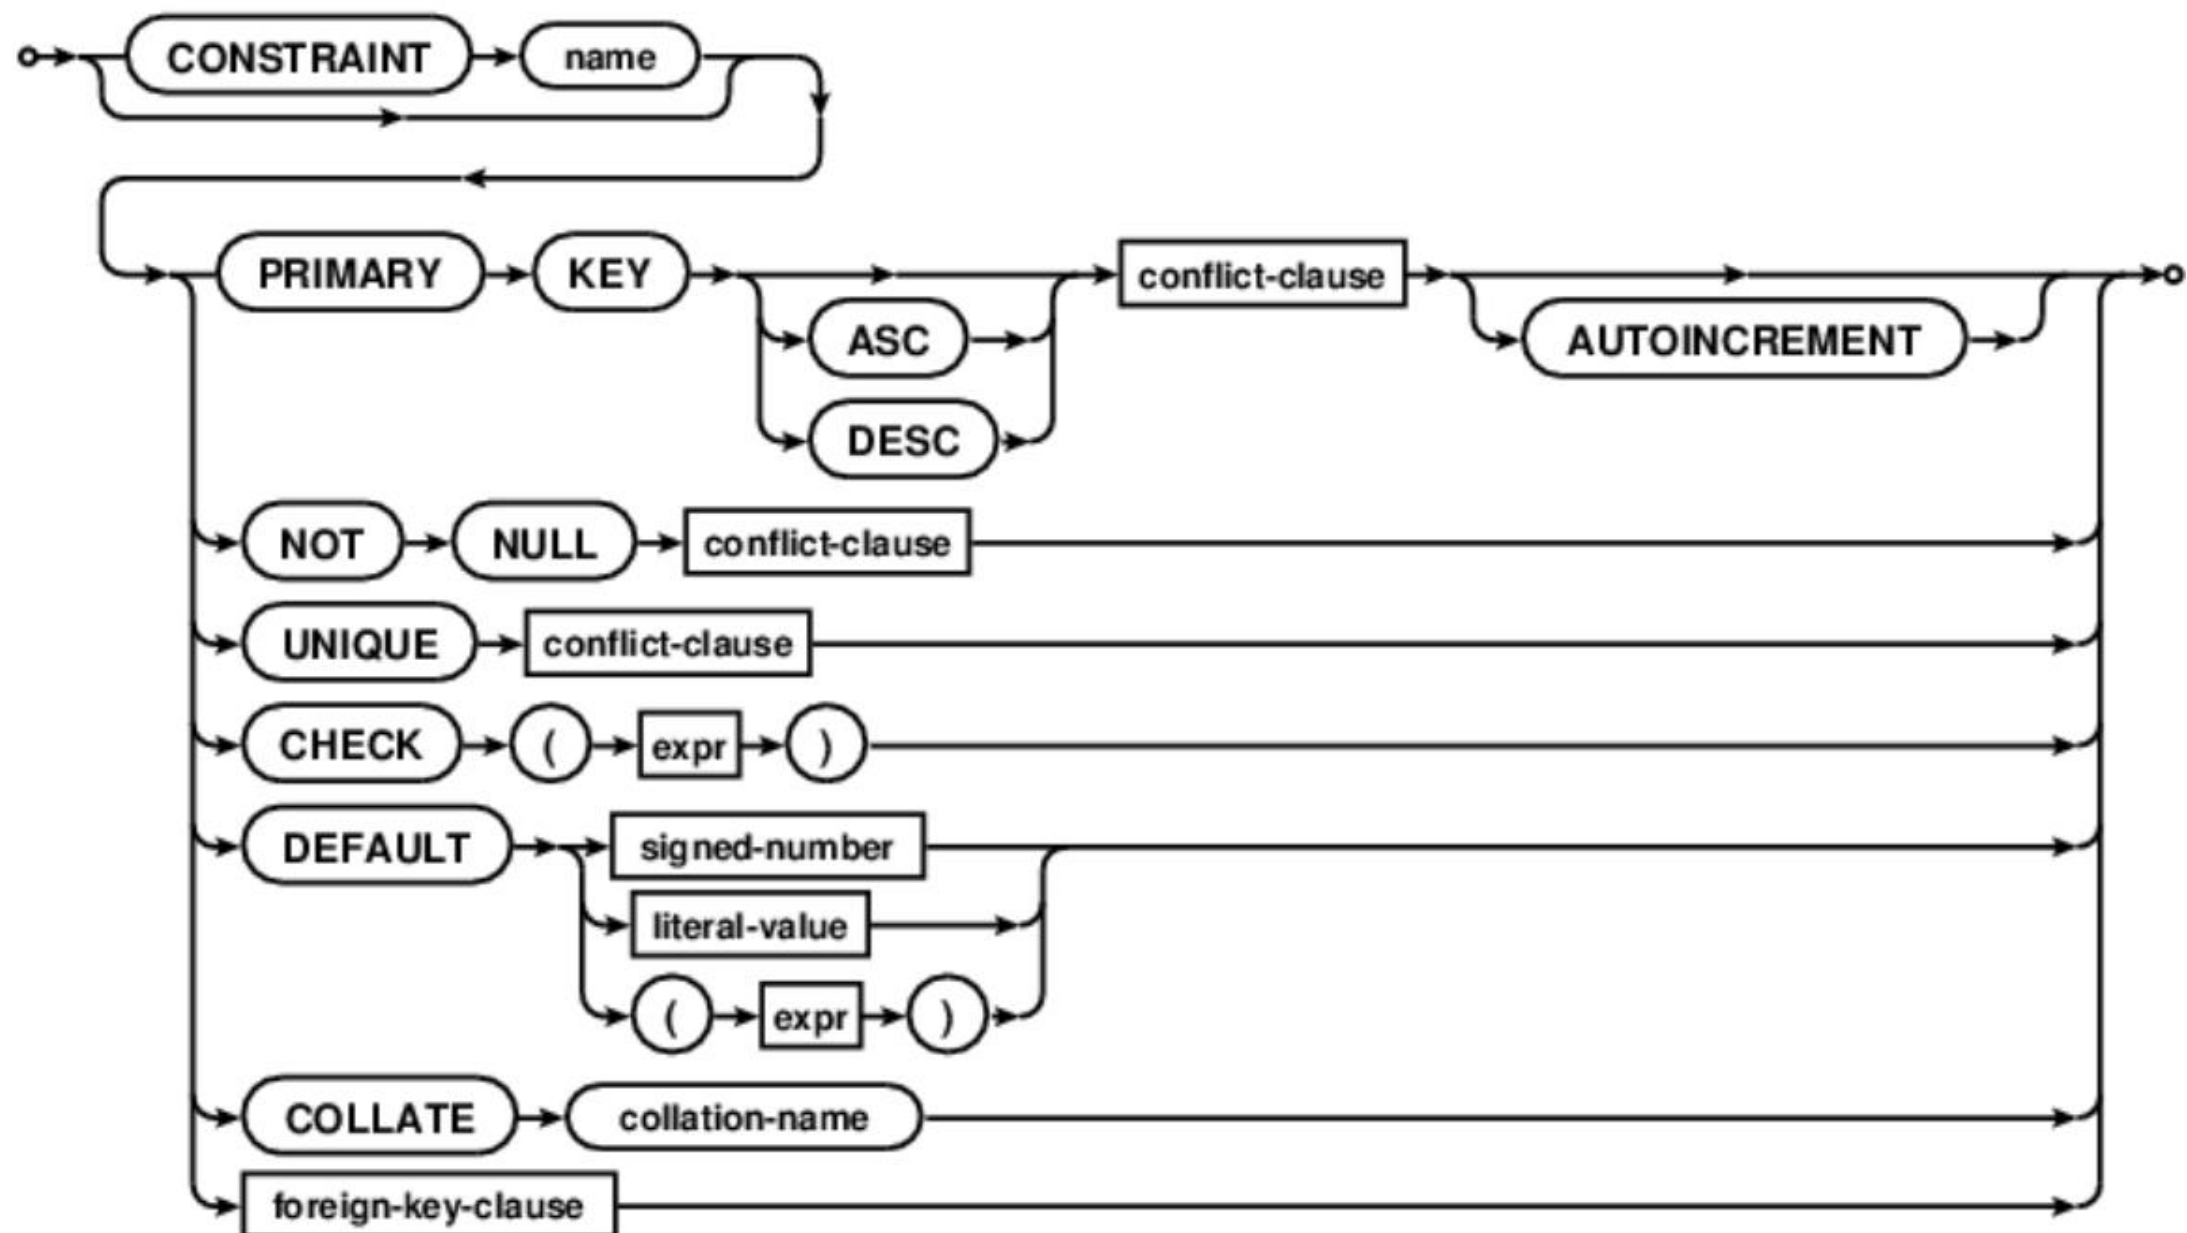 CONSTRAINT name
PRIMARY KEY conflict-clause
ASC AUTOINCREMENT
DESC
NOT NULL conflict-clause
UNIQUE conflict-clause
CHECK ( expr )
DEFAULT signed-number
literal-value
( expr )
COLLATE collation-name
foreign-key-clause